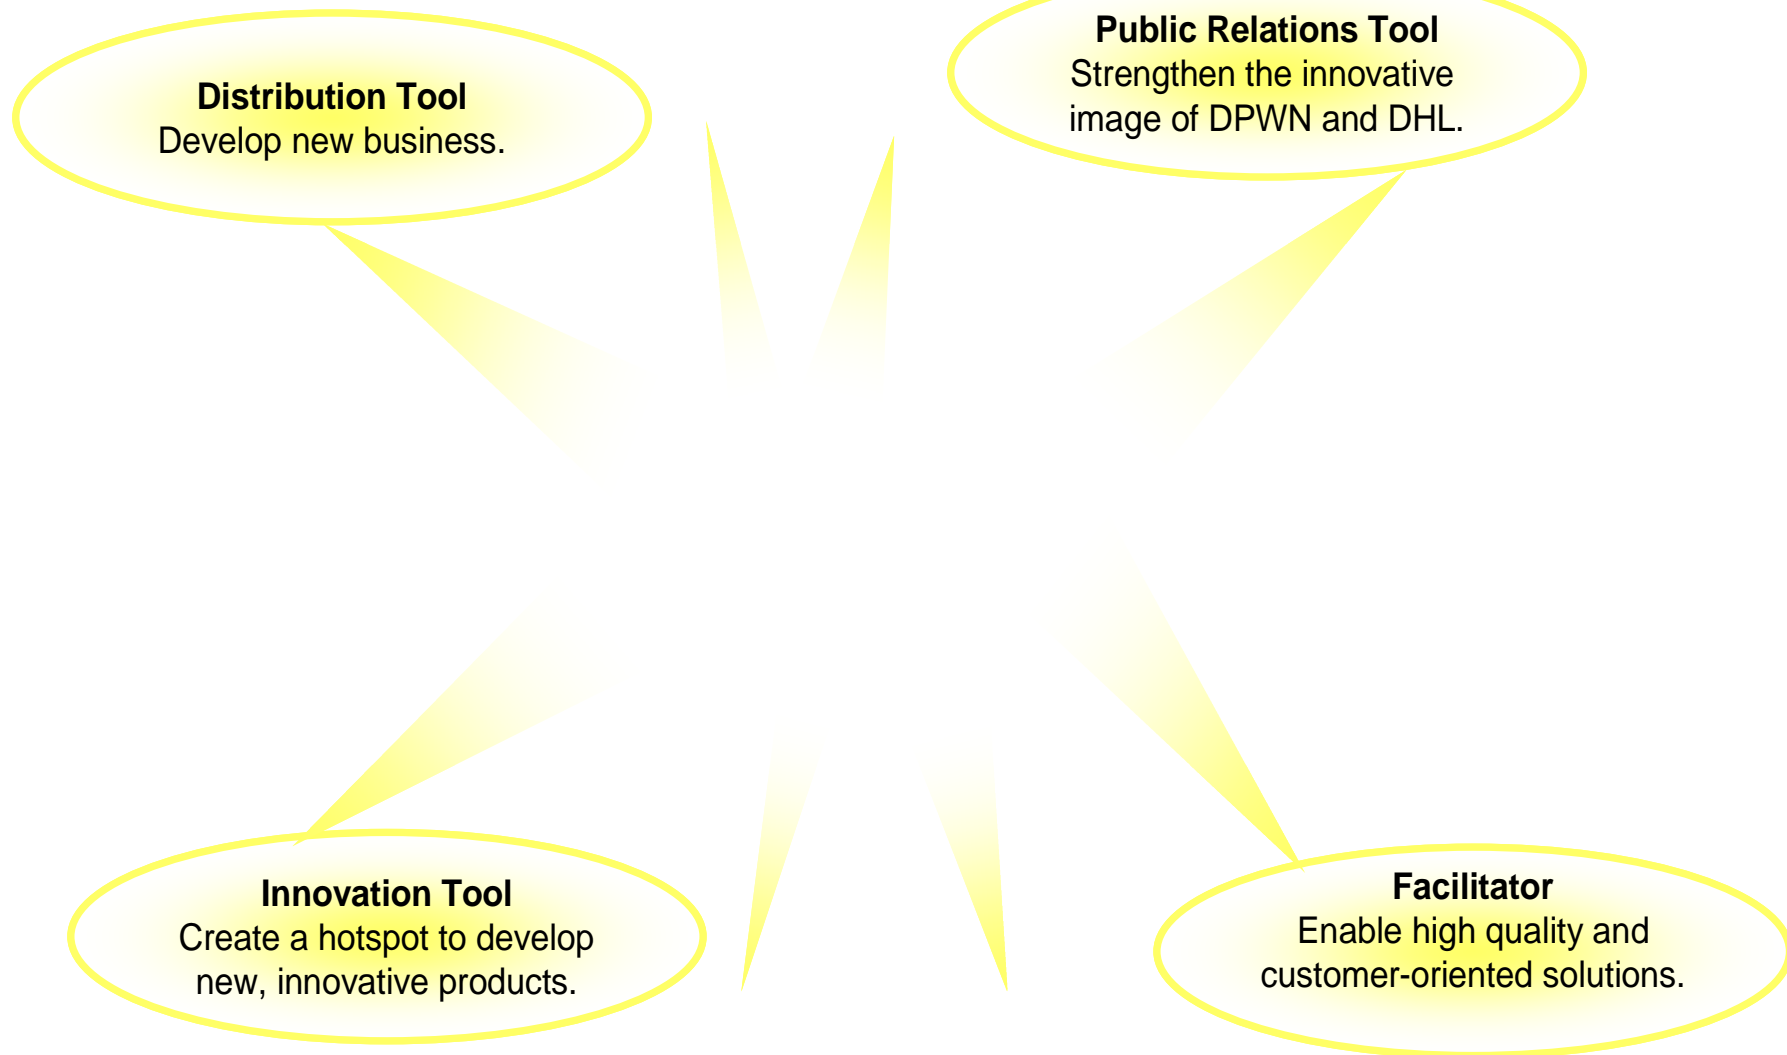 Distribution Tool
Develop new business.
Public Relations Tool
Strengthen the innovative
image of DPWN and DHL.
Innovation Tool
Create a hotspot to develop
new, innovative products.
Facilitator
Enable high quality and
customer-oriented solutions.